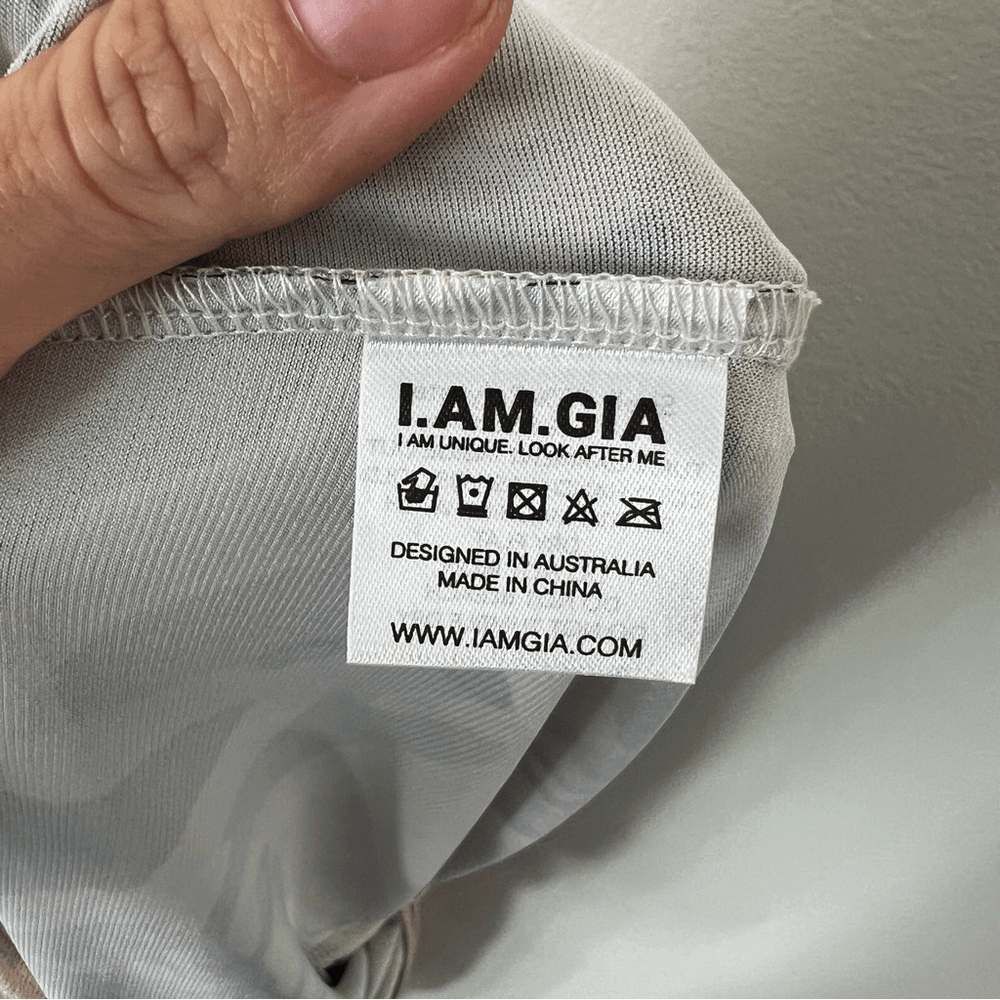 I.AM.GIA
I AM UNIQUE. LOOK AFTER ME
DESIGNED IN AUSTRALIA
MADE IN CHINA
WWW.IAMGIA.COM